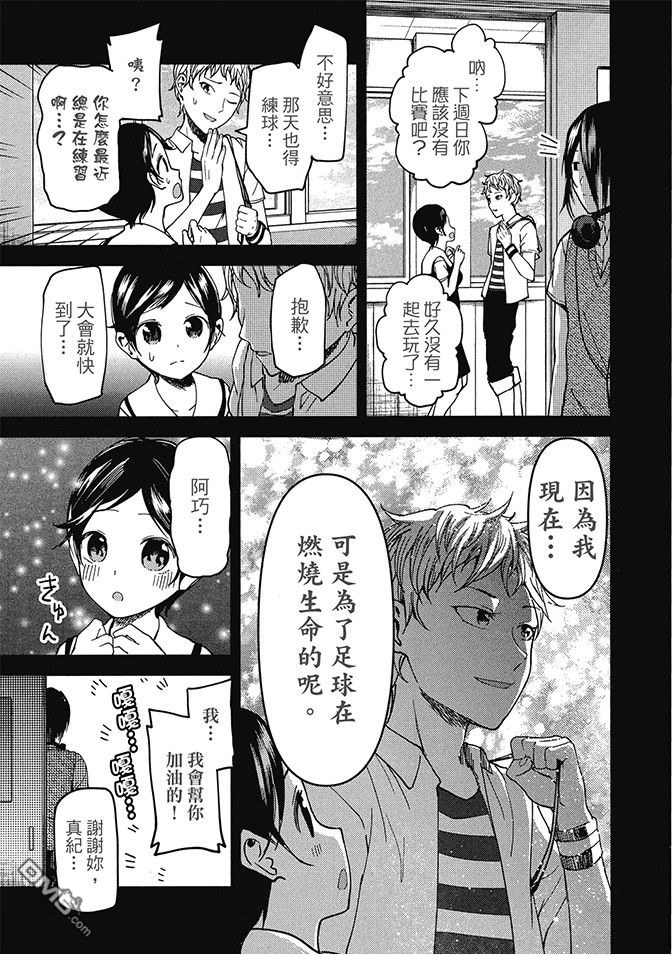 吶…
下週日你
應該沒有
比賽吧？
好久沒有一
起去玩了…
不好意思…
那天也得
練球…
咦？
你怎麼最近
總是在練習
啊…？
抱歉…
大會就快
到了…
因為我
現在…
可是為了足球在
燃燒生命的呢。
阿巧…
きゅん
我…
我會幫你
加油的！
嘎嘎…嘎嘎…
嘎嘎…嘎嘎…
謝謝妳，
真紀…